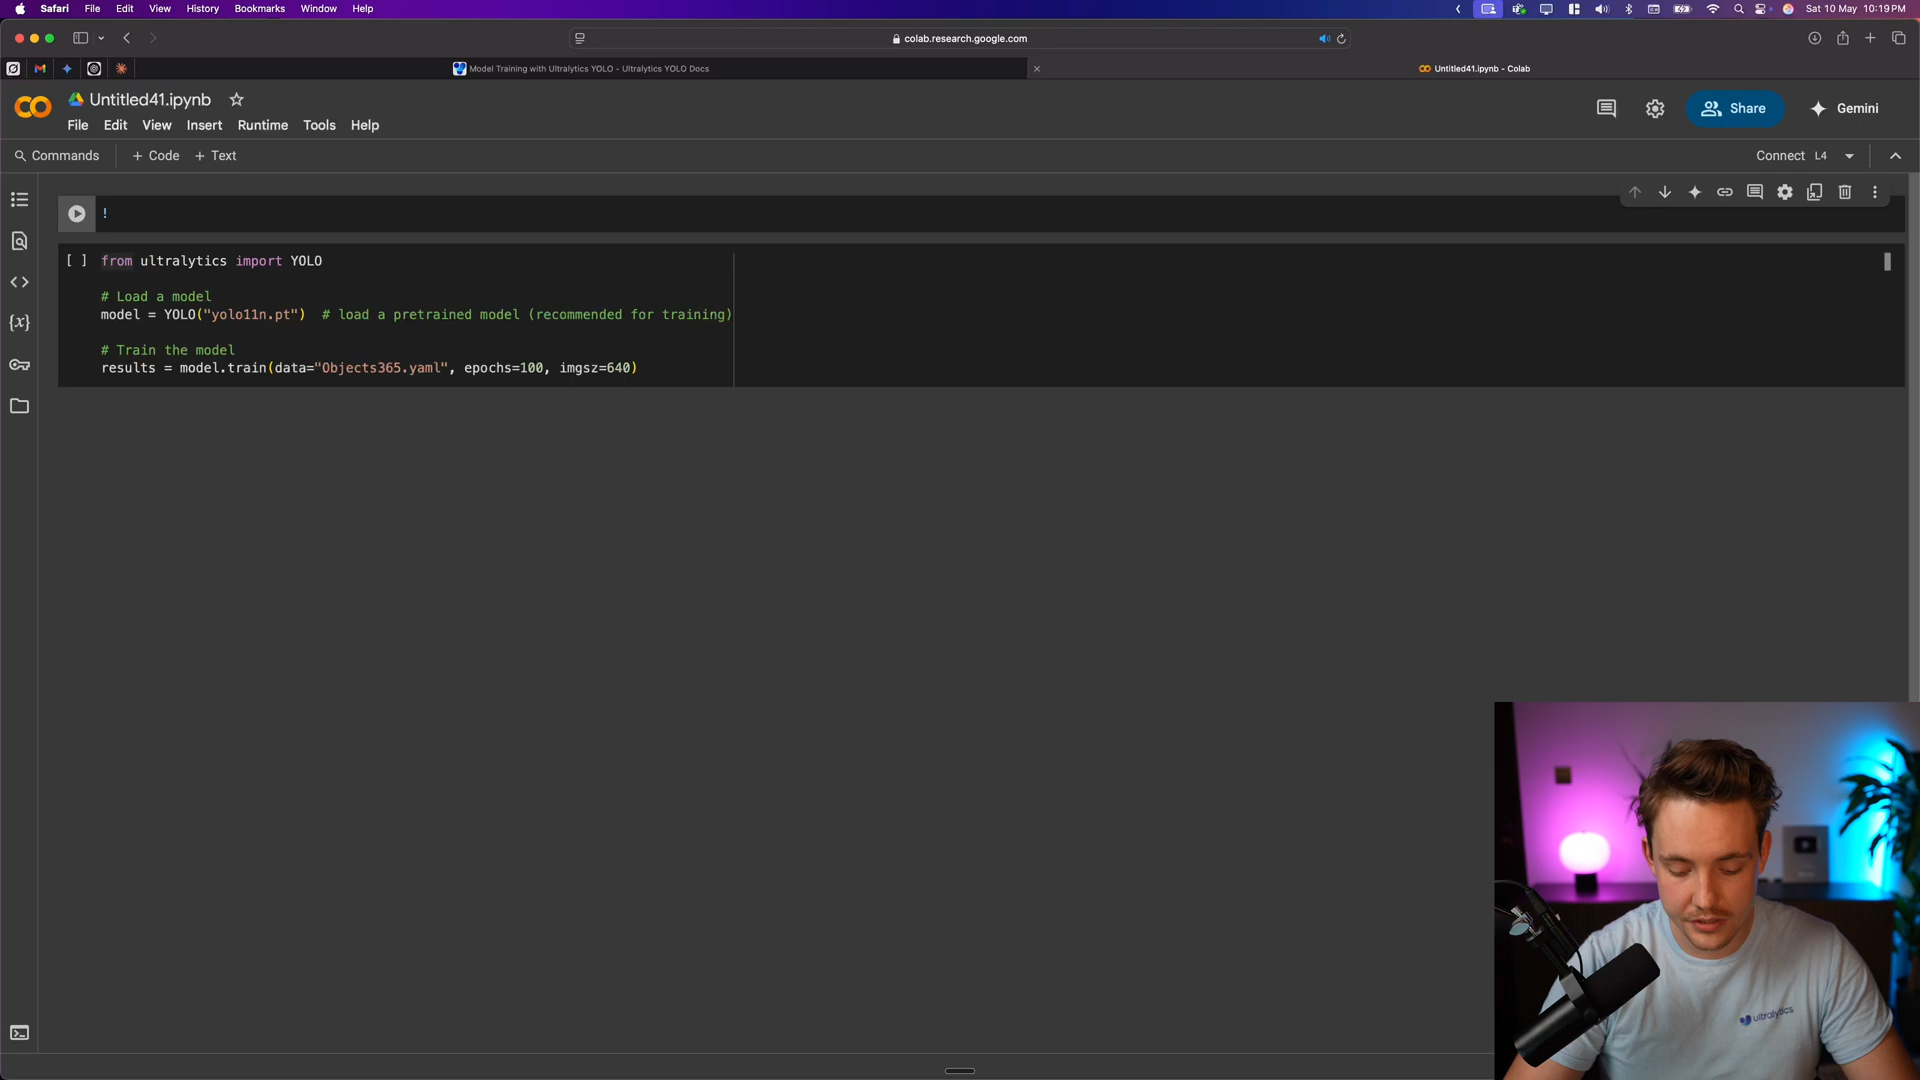 Safari File Edit View History Bookmarks Window Help
Sat 10 May 10:19 PM
colab.research.google.com
Model Training with Ultralytics YOLO - Ultralytics YOLO Docs
Untitled41.ipynb - Colab
Untitled41.ipynb
File Edit View Insert Runtime Tools Help
Share
Gemini
Commands + Code + Text
Connect L4
!
[ ] from ultralytics import YOLO
# Load a model
model = YOLO("yolo11n.pt")  # load a pretrained model (recommended for training)
# Train the model
results = model.train(data="Objects365.yaml", epochs=100, imgsz=640)
ultralytics